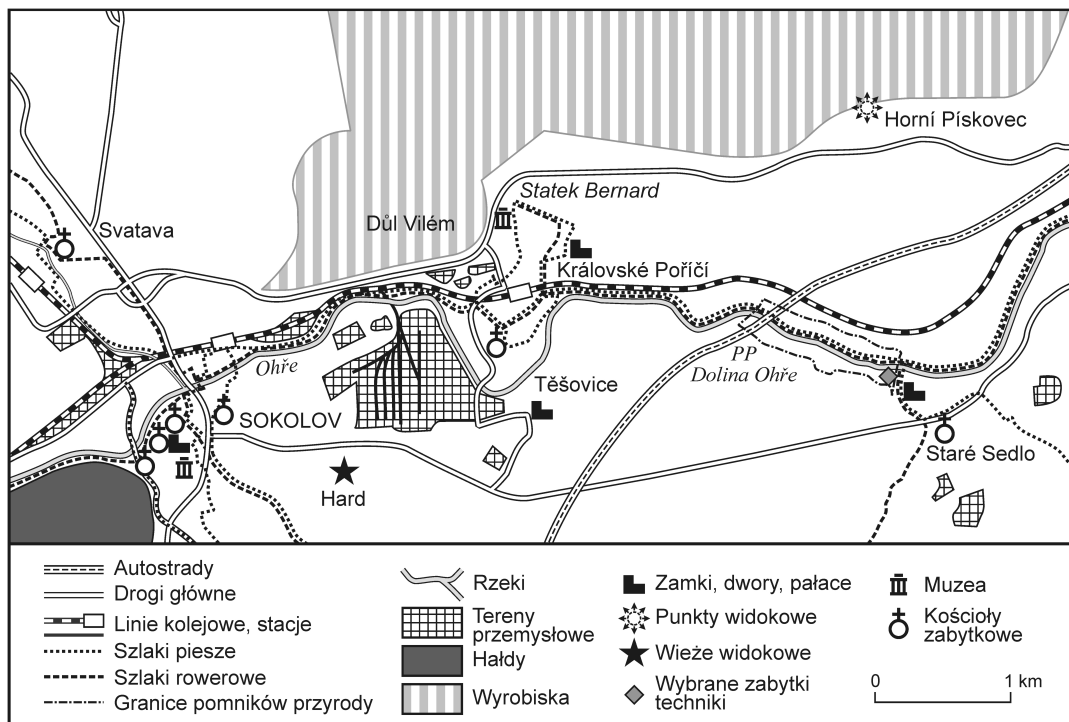 Horní Pískovec
Statek Bernard
Svatava
Důl Vilém
Královské Poříčí
Ohře
PP
Dolina Ohře
Těšovice
SOKOLOV
Staré Sedlo
Hard
Autostrady
Drogi główne
Linie kolejowe, stacje
Szlaki piesze
Szlaki rowerowe
Granice pomników przyrody
Rzeki
Tereny
przemysłowe
Hałdy
Wyrobiska
Zamki, dwory, pałace
Punkty widokowe
Wieże widokowe
Wybrane zabytki
techniki
Muzea
Kościoły
zabytkowe
0 1 km